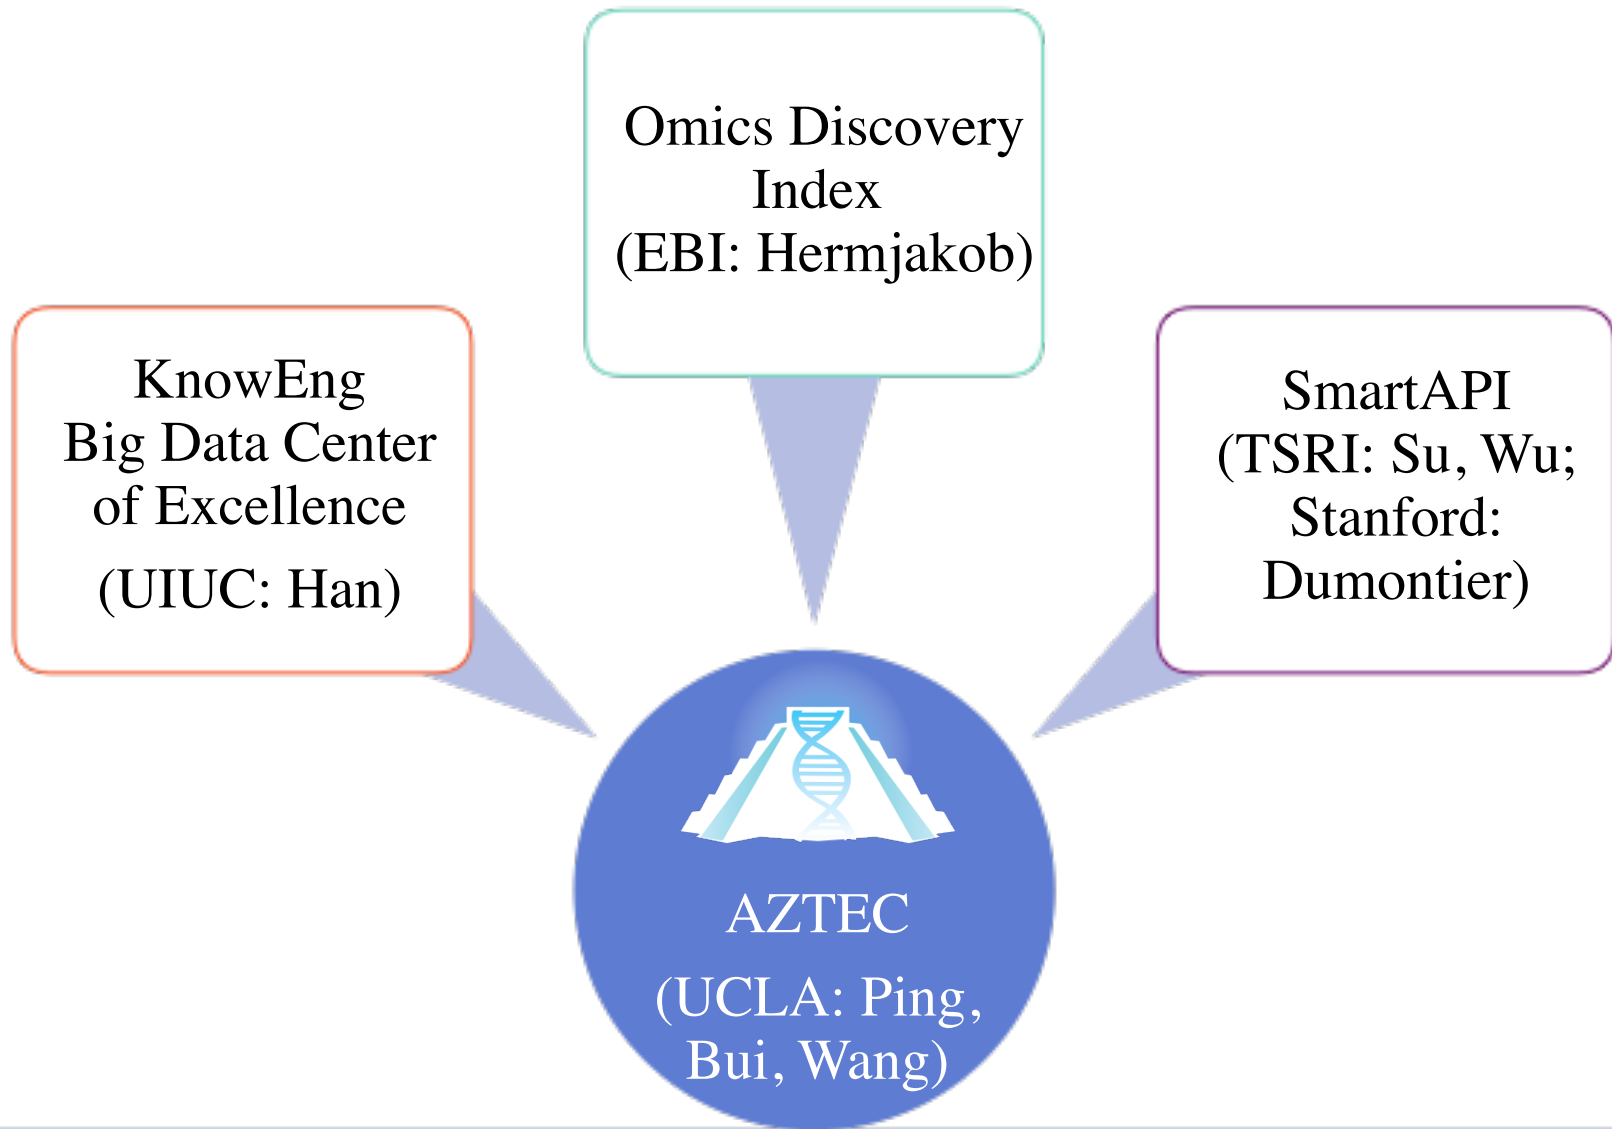 Omics Discovery
Index
(EBI: Hermjakob)
KnowEng
Big Data Center
of Excellence
(UIUC: Han)
SmartAPI
(TSRI: Su, Wu;
Stanford:
Dumontier)
AZTEC
(UCLA: Ping,
Bui, Wang)